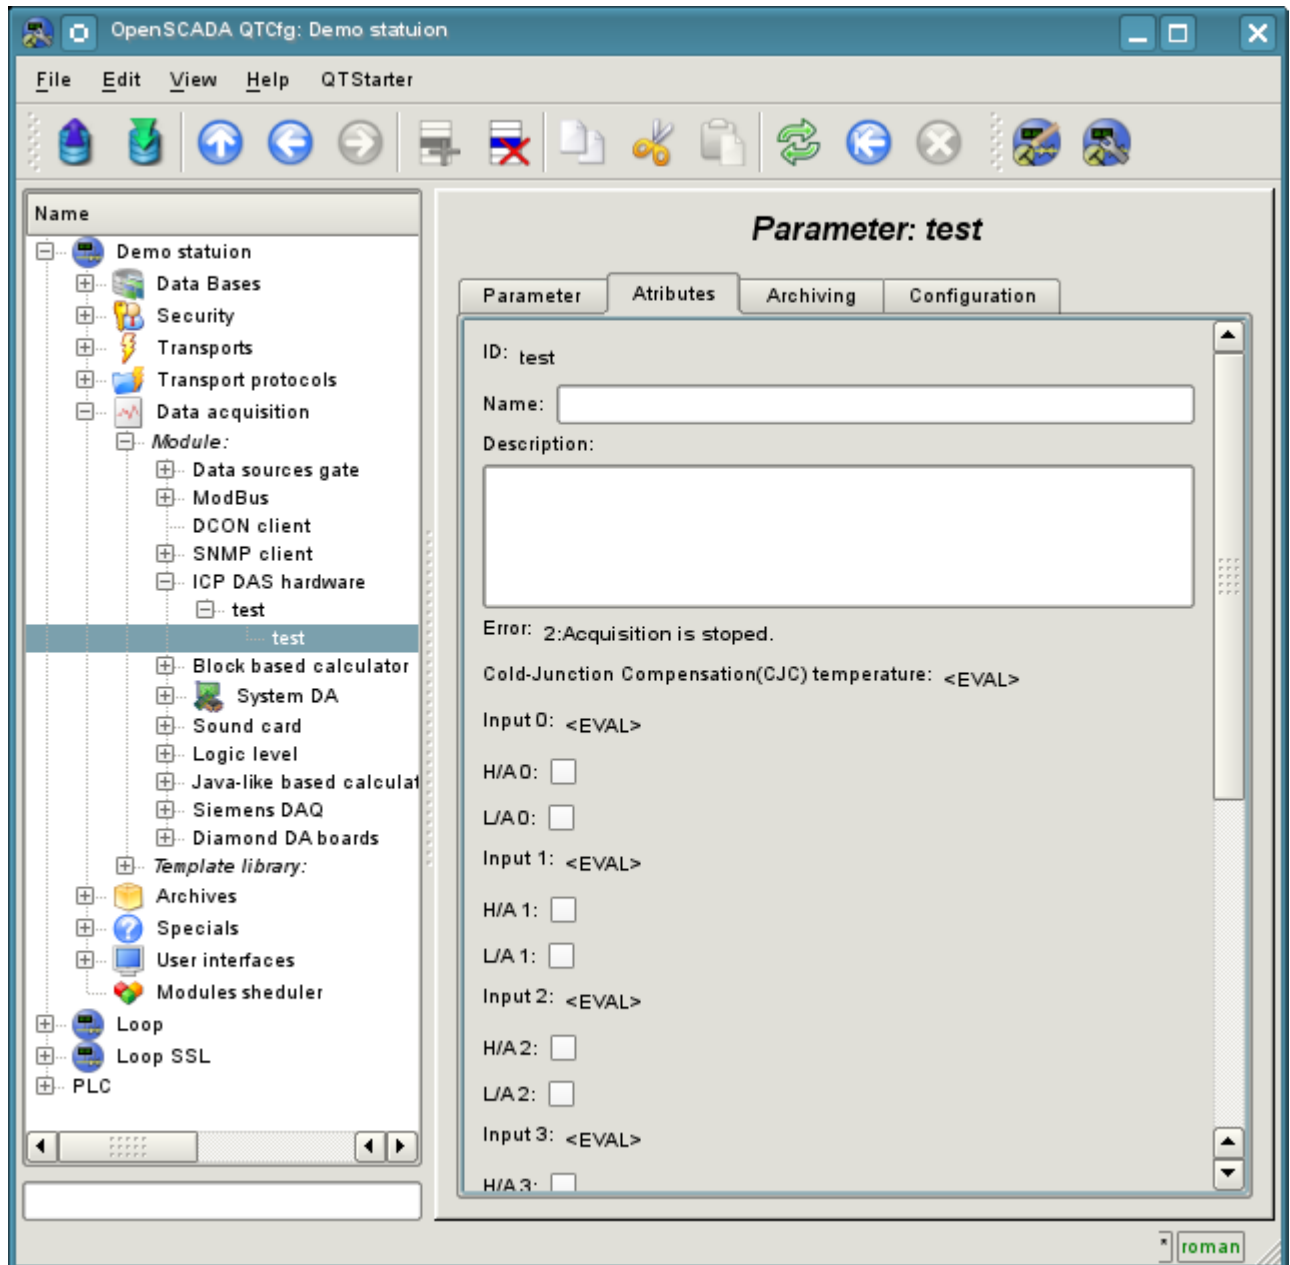 OpenSCADA QTCfg: Demo statuion
File Edit View Help QTStarter
Name
Demo statuion
Data Bases
Security
Transports
Transport protocols
Data acquisition
Module:
Data sources gate
ModBus
DCON client
SNMP client
ICP DAS hardware
test
test
Block based calculator
System DA
Sound card
Logic level
Java-like based calculat
Siemens DAQ
Diamond DA boards
Template library:
Archives
Specials
User interfaces
Modules sheduler
Loop
Loop SSL
PLC
Parameter: test
Parameter Atributes Archiving Configuration
ID: test
Name:
Description:
Error: 2:Acquisition is stoped.
Cold-Junction Compensation(CJC) temperature: <EVAL>
Input 0: <EVAL>
H/A 0:
L/A 0:
Input 1: <EVAL>
H/A 1:
L/A 1:
Input 2: <EVAL>
H/A 2:
L/A 2:
Input 3: <EVAL>
H/A 3:
* roman